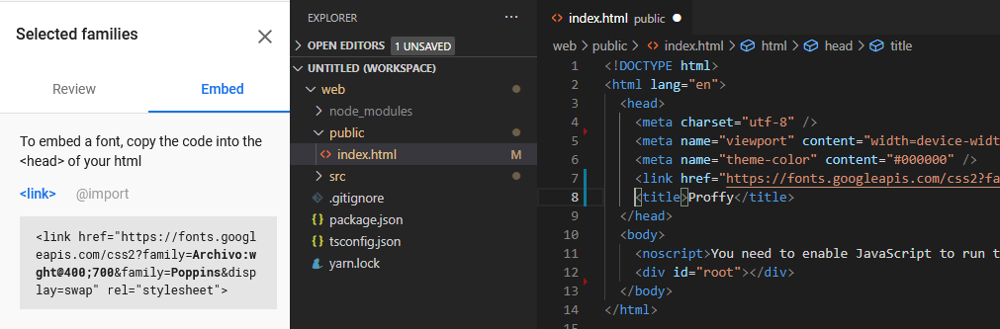 Selected families
Review Embed
To embed a font, copy the code into the
<head> of your html
<link> @import
<link href="https://fonts.googl
eapis.com/css2?family=Archivo:w
ght@400;700&family=Poppins&disp
lay=swap" rel="stylesheet">
EXPLORER ...
OPEN EDITORS 1 UNSAVED
UNTITLED (WORKSPACE)
web
node_modules
public
index.html M
src
.gitignore
package.json
tsconfig.json
yarn.lock
index.html public
web > public > index.html > html > head > title
1 <!DOCTYPE html>
2 <html lang="en">
3 <head>
4 <meta charset="utf-8" />
5 <meta name="viewport" content="width=device-widt
6 <meta name="theme-color" content="#000000" />
7 <link href="https://fonts.googleapis.com/css2?fa
8 <title>Proffy</title>
9 </head>
10 <body>
11 <noscript>You need to enable JavaScript to run t
12 <div id="root"></div>
13 </body>
14 </html>
15